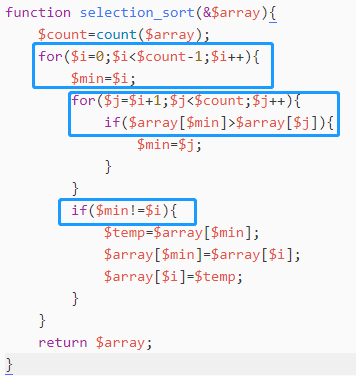 function selection_sort(&$array){
$count=count($array);
for($i=0;$i<$count-1;$i++){
$min=$i;
for($j=$i+1;$j<$count;$j++){
if($array[$min]>$array[$j]){
$min=$j;
}
}
if($min!=$i){
$temp=$array[$min];
$array[$min]=$array[$i];
$array[$i]=$temp;
}
}
return $array;
}